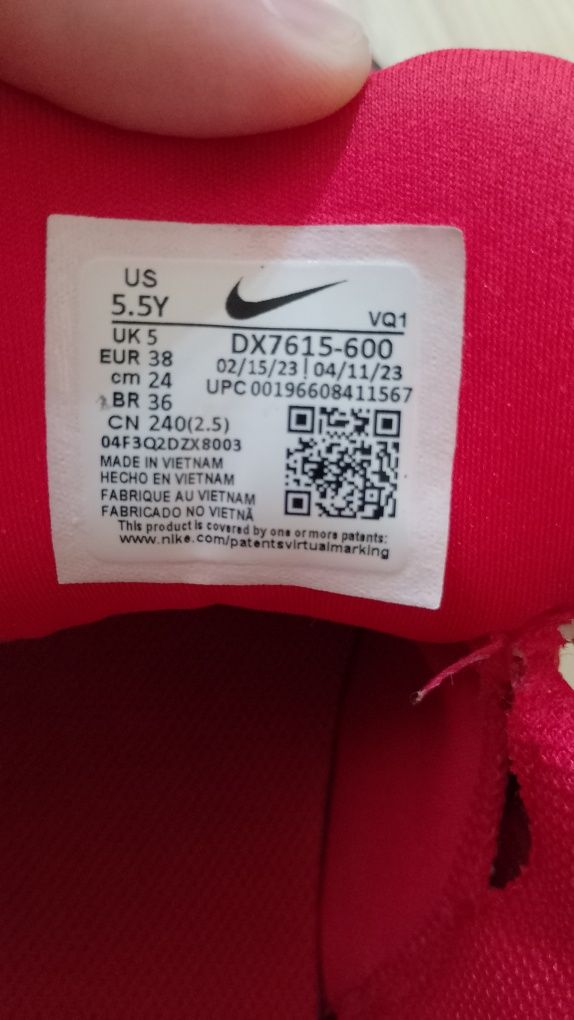 US
5.5Y
VQ1
UK 5
DX7615-600
EUR 38
02/15/23 | 04/11/23
cm 24
UPC 00196608411567
BR 36
CN 240(2.5)
04F3Q2DZX8003
MADE IN VIETNAM
HECHO EN VIETNAM
FABRIQUE AU VIETNAM
FABRICADO NO VIETNÃ
This product is covered by one or more patents:
www.nike.com/patentsvirtualmarking